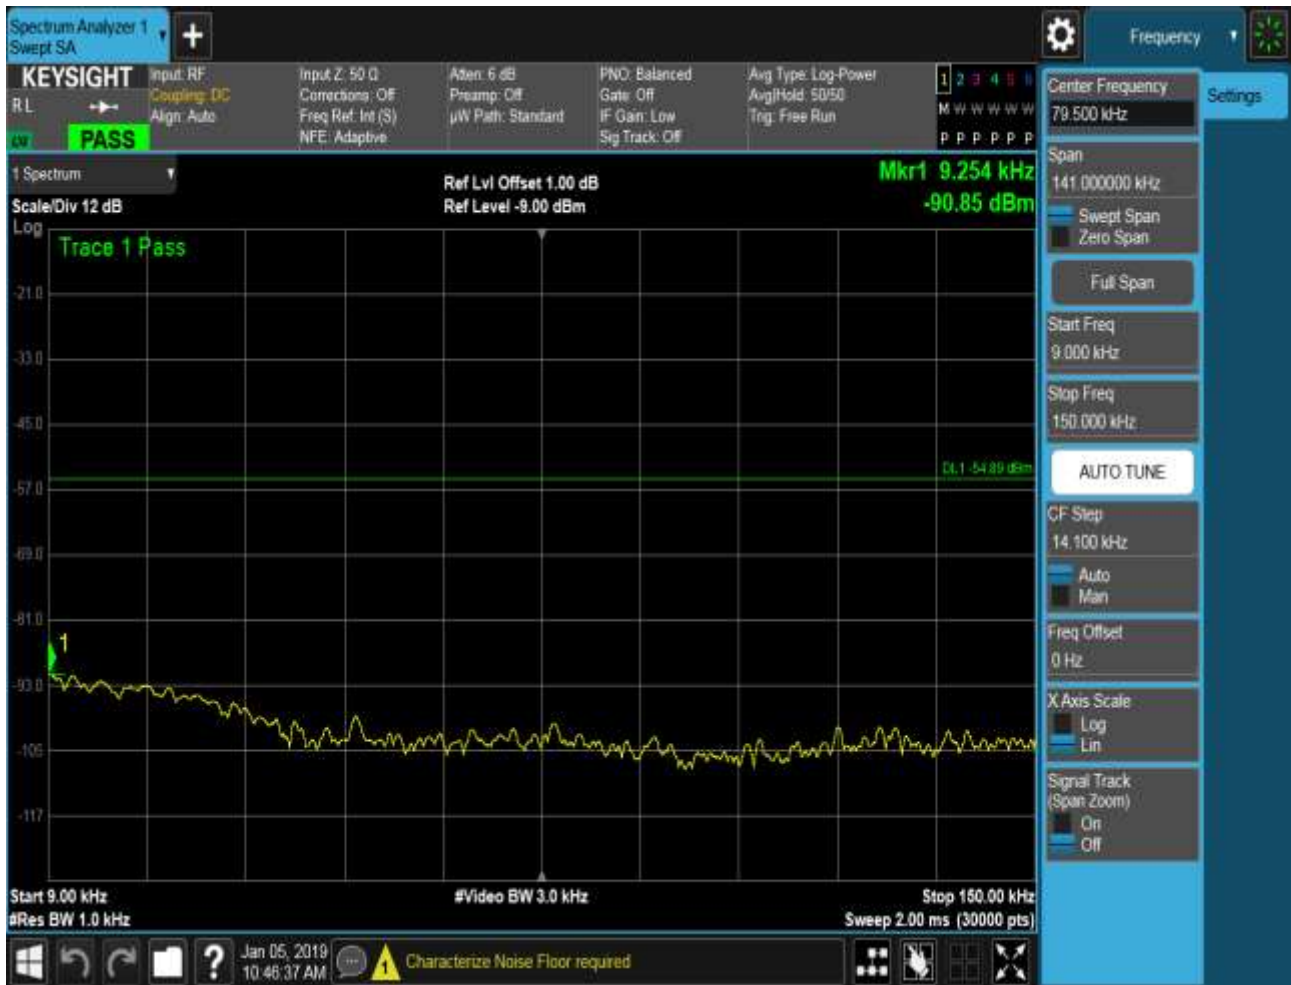 Spectrum Analyzer 1
Swept SA
+
Frequency
KEYSIGHT
R L
PASS
Input: RF
Coupling: DC
Align: Auto
Input Z: 50 Ω
Corrections: Off
Freq Ref: Int (S)
NFE: Adaptive
Atten: 6 dB
Preamp: Off
µW Path: Standard
PNO: Balanced
Gate: Off
IF Gain: Low
Sig Track: Off
Avg Type: Log-Power
Avg|Hold: 50/50
Trig: Free Run
1 2 3 4 5 6
M W W W W W
P P P P P P
1 Spectrum
Scale/Div 12 dB
Ref Lvl Offset 1.00 dB
Ref Level -9.00 dBm
Mkr1 9.254 kHz
-90.85 dBm
Log
Trace 1 Pass
-21.0
-33.0
-45.0
DL1 -54.89 dBm
-57.0
-69.0
-81.0
1
-93.0
-105
-117
Start 9.00 kHz
#Res BW 1.0 kHz
#Video BW 3.0 kHz
Stop 150.00 kHz
Sweep 2.00 ms (30000 pts)
Center Frequency
79.500 kHz
Settings
Span
141.000000 kHz
Swept Span
Zero Span
Full Span
Start Freq
9.000 kHz
Stop Freq
150.000 kHz
AUTO TUNE
CF Step
14.100 kHz
Auto
Man
Freq Offset
0 Hz
X Axis Scale
Log
Lin
Signal Track
(Span Zoom)
On
Off
?
Jan 05, 2019
10:46:37 AM
1
Characterize Noise Floor required